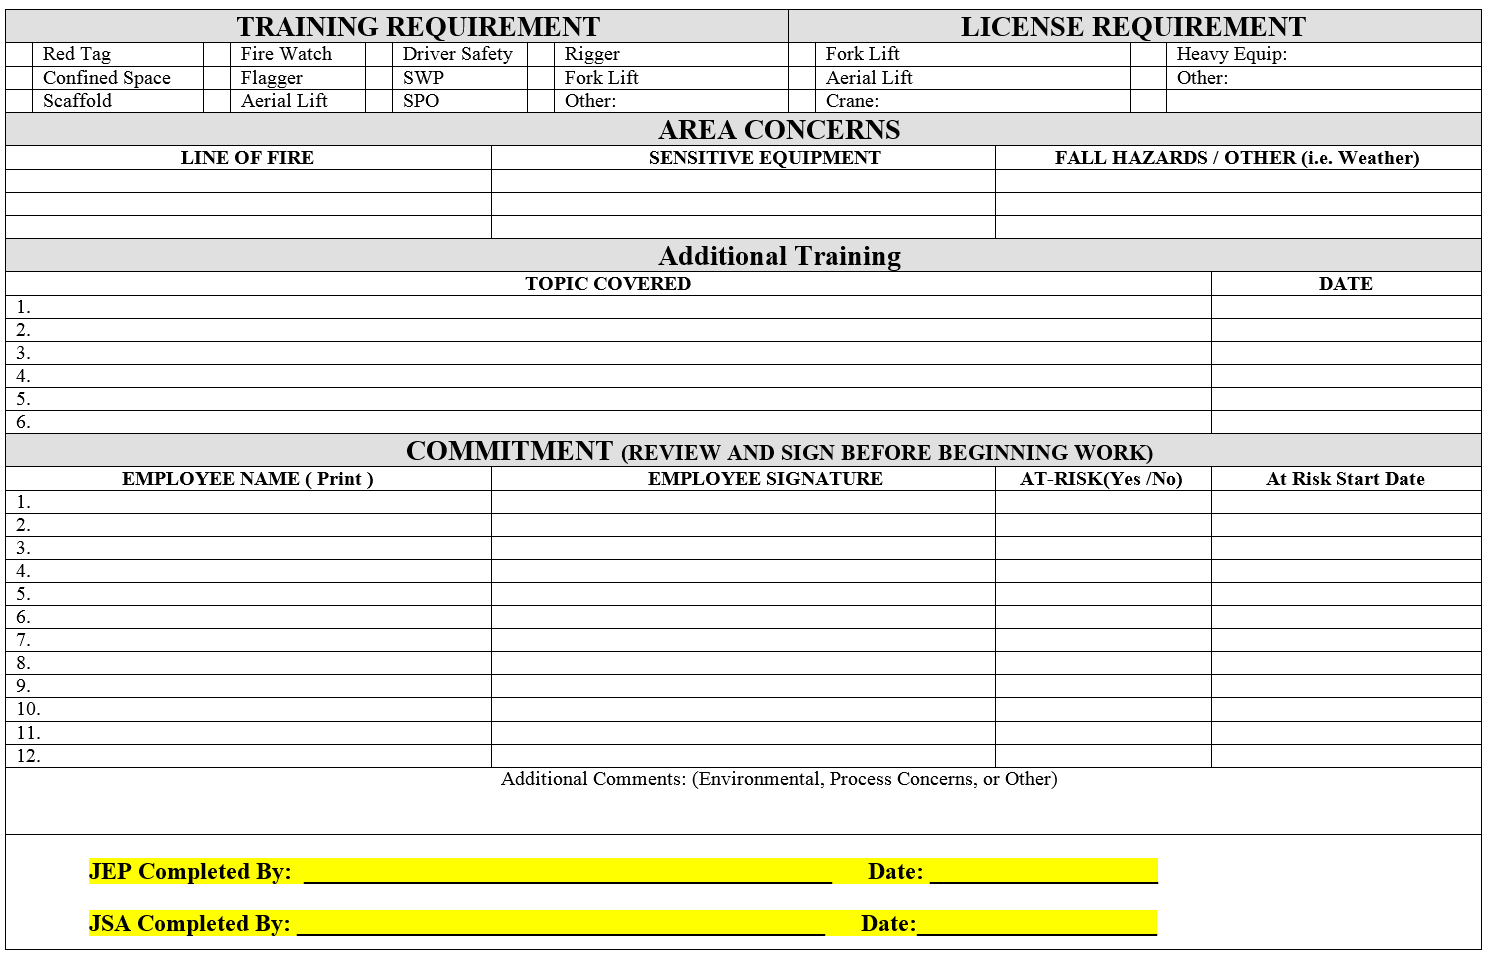 TRAINING REQUIREMENT LICENSE REQUIREMENT
Red Tag Fire Watch Driver Safety Rigger Fork Lift Heavy Equip:
Confined Space Flagger SWP Fork Lift Aerial Lift Other:
Scaffold Aerial Lift SPO Other: Crane:
AREA CONCERNS
LINE OF FIRE SENSITIVE EQUIPMENT FALL HAZARDS / OTHER (i.e. Weather)
Additional Training
TOPIC COVERED DATE
1.
2.
3.
4.
5.
6.
COMMITMENT (REVIEW AND SIGN BEFORE BEGINNING WORK)
EMPLOYEE NAME ( Print ) EMPLOYEE SIGNATURE AT-RISK(Yes /No) At Risk Start Date
1.
2.
3.
4.
5.
6.
7.
8.
9.
10.
11.
12.
Additional Comments: (Environmental, Process Concerns, or Other)
JEP Completed By: Date:
JSA Completed By: Date: